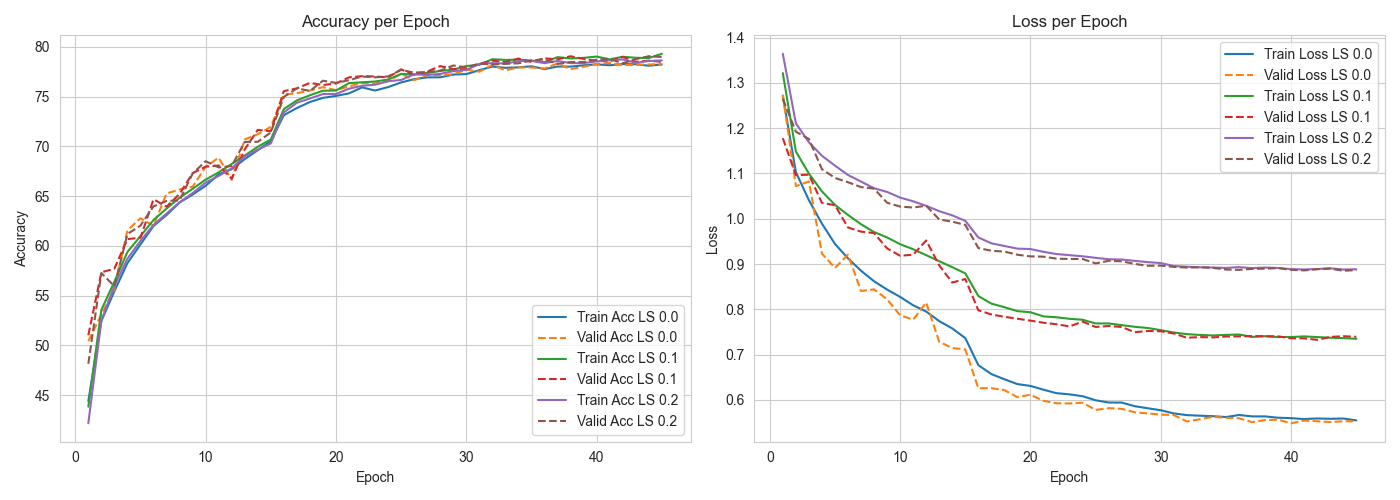 Accuracy per Epoch
Accuracy
80
75
70
65
60
55
50
45
0
10
20
30
40
Epoch
Train Acc LS 0.0
Valid Acc LS 0.0
Train Acc LS 0.1
Valid Acc LS 0.1
Train Acc LS 0.2
Valid Acc LS 0.2
Loss per Epoch
Loss
1.4
1.3
1.2
1.1
1.0
0.9
0.8
0.7
0.6
0
10
20
30
40
Epoch
Train Loss LS 0.0
Valid Loss LS 0.0
Train Loss LS 0.1
Valid Loss LS 0.1
Train Loss LS 0.2
Valid Loss LS 0.2